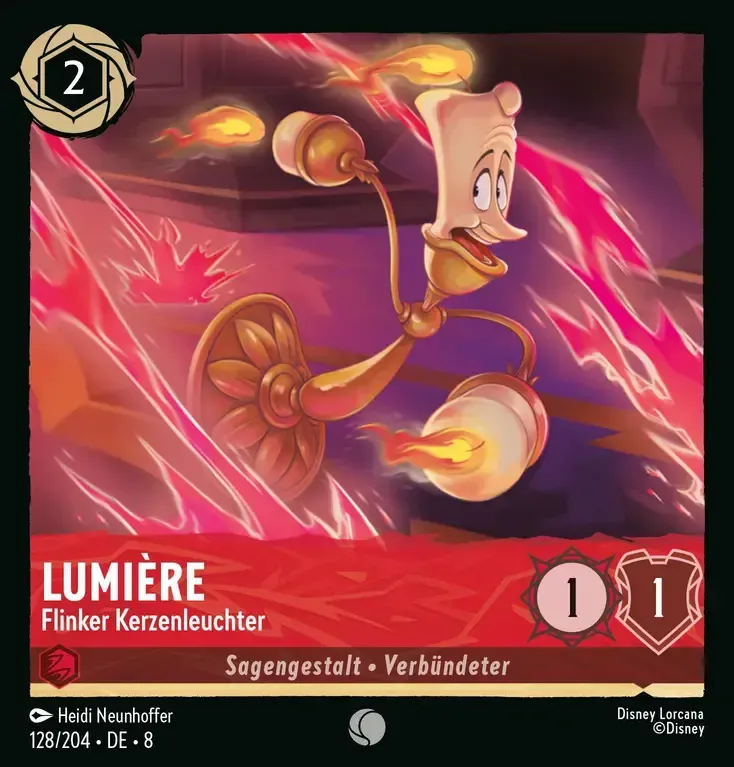 2
LUMIÈRE
Flinker Kerzenleuchter
1
1
Sagengestalt • Verbündeter
Heidi Neunhoffer
128/204 • DE • 8
Disney Lorcana
©Disney